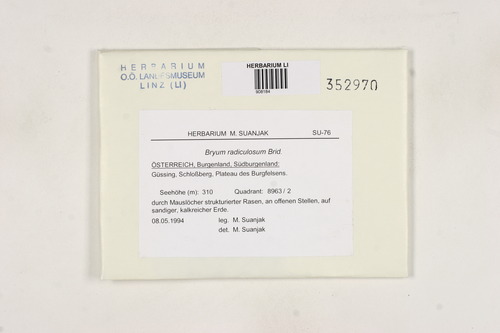 HERBARIUM
O.Ö. LANDESMUSEUM
LINZ (LI)
HERBARIUM LI
352970
HERBARIUM M. SUANJAK SU-76
Bryum radiculosum Brid.
ÖSTERREICH, Burgenland, Südburgenland:
Güssing, Schloßberg, Plateau des Burgfelsens.
Seehöhe (m): 310 Quadrant: 8963 / 2
durch Mauslöcher strukturierter Rasen, an offenen Stellen, auf
sandiger, kalkreicher Erde.
08.05.1994 leg. M. Suanjak
det. M. Suanjak